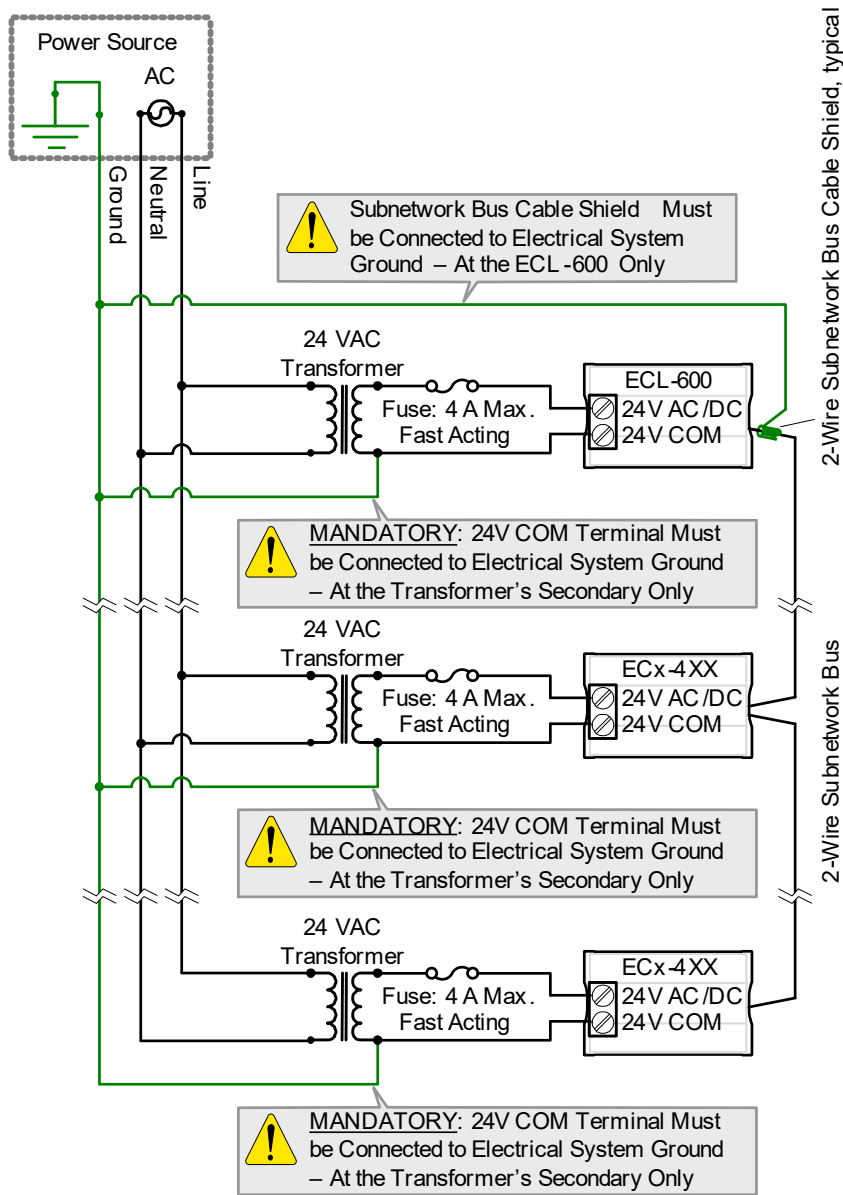 Power Source
AC
Ground
Neutral
Line
2-Wire Subnetwork Bus Cable Shield, typical
Subnetwork Bus Cable Shield Must
be Connected to Electrical System
Ground – At the ECL-600 Only
24 VAC
Transformer
Fuse: 4 A Max.
Fast Acting
ECL-600
24V AC/DC
24V COM
MANDATORY: 24V COM Terminal Must
be Connected to Electrical System Ground
– At the Transformer's Secondary Only
24 VAC
Transformer
Fuse: 4 A Max.
Fast Acting
ECx-4XX
24V AC/DC
24V COM
2-Wire Subnetwork Bus
MANDATORY: 24V COM Terminal Must
be Connected to Electrical System Ground
– At the Transformer's Secondary Only
24 VAC
Transformer
Fuse: 4 A Max.
Fast Acting
ECx-4XX
24V AC/DC
24V COM
MANDATORY: 24V COM Terminal Must
be Connected to Electrical System Ground
– At the Transformer's Secondary Only